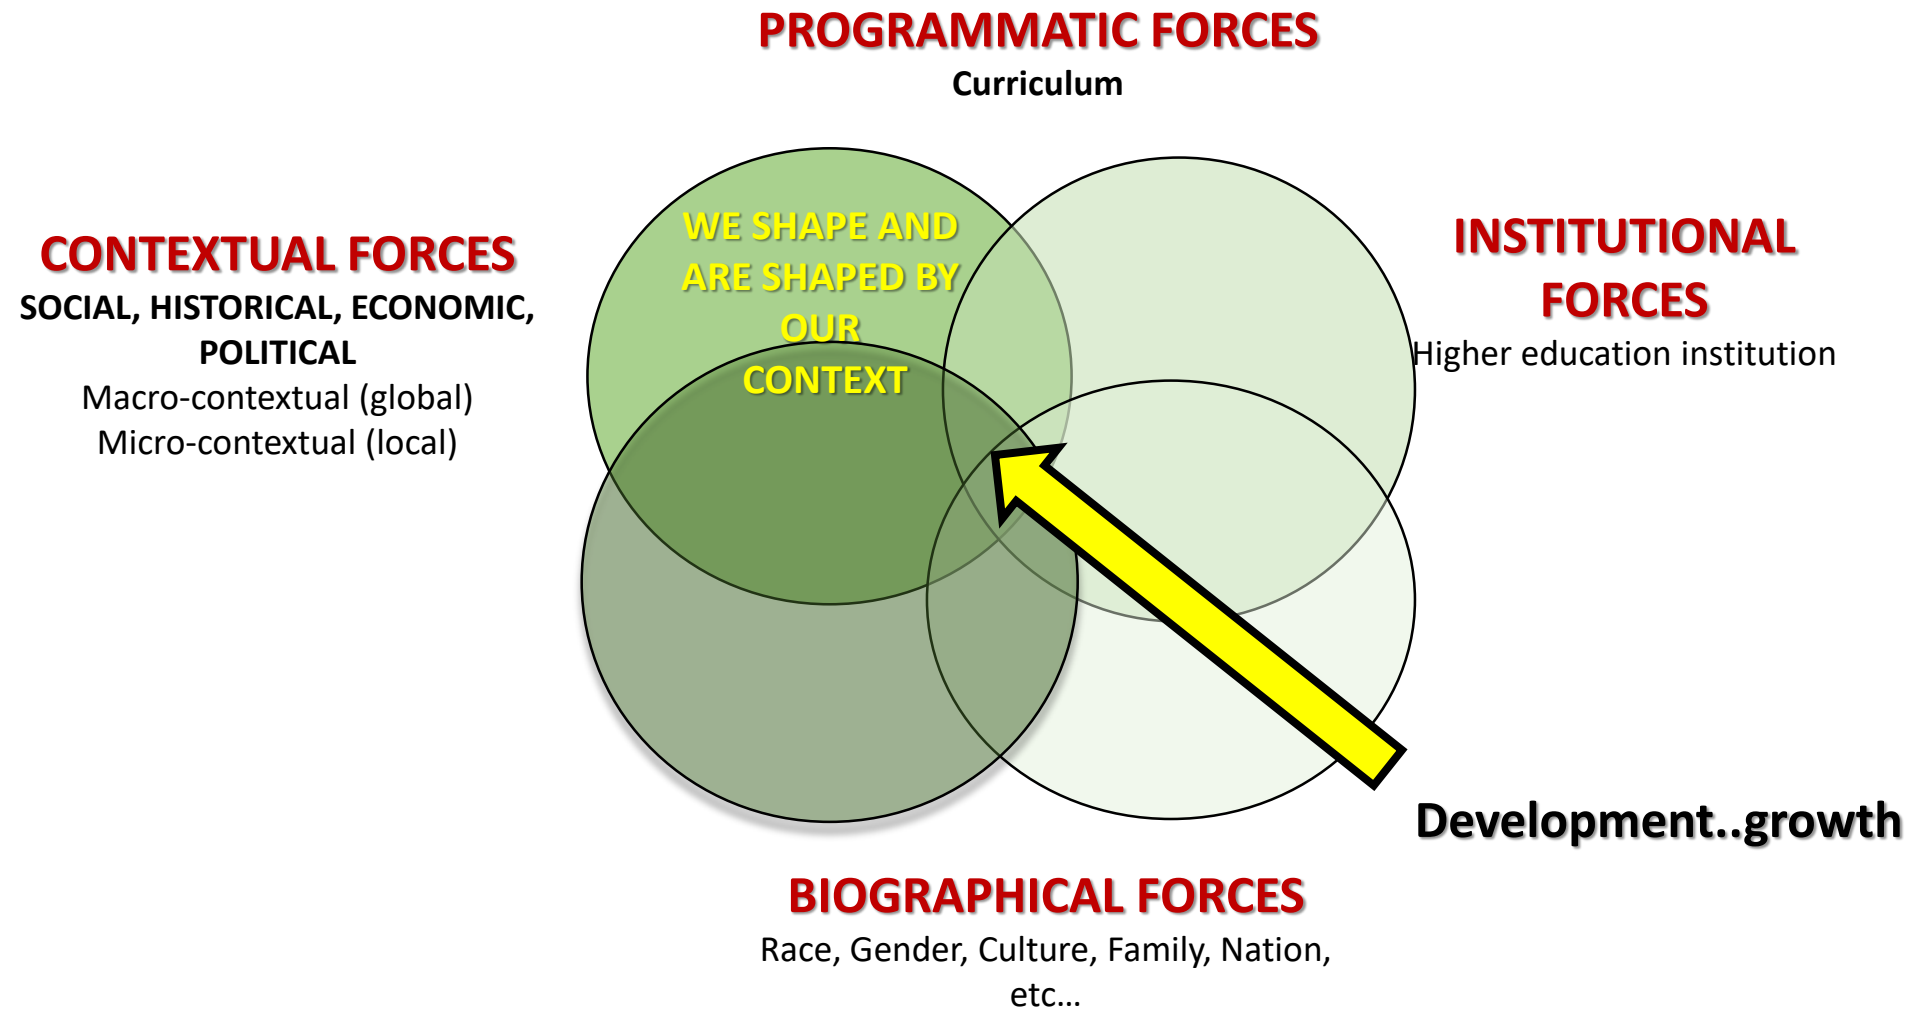 PROGRAMMATIC FORCES
Curriculum
CONTEXTUAL FORCES
SOCIAL, HISTORICAL, ECONOMIC,
POLITICAL
Macro-contextual (global)
Micro-contextual (local)
WE SHAPE AND
ARE SHAPED BY
OUR
CONTEXT
INSTITUTIONAL
FORCES
Higher education institution
Development..growth
BIOGRAPHICAL FORCES
Race, Gender, Culture, Family, Nation,
etc...